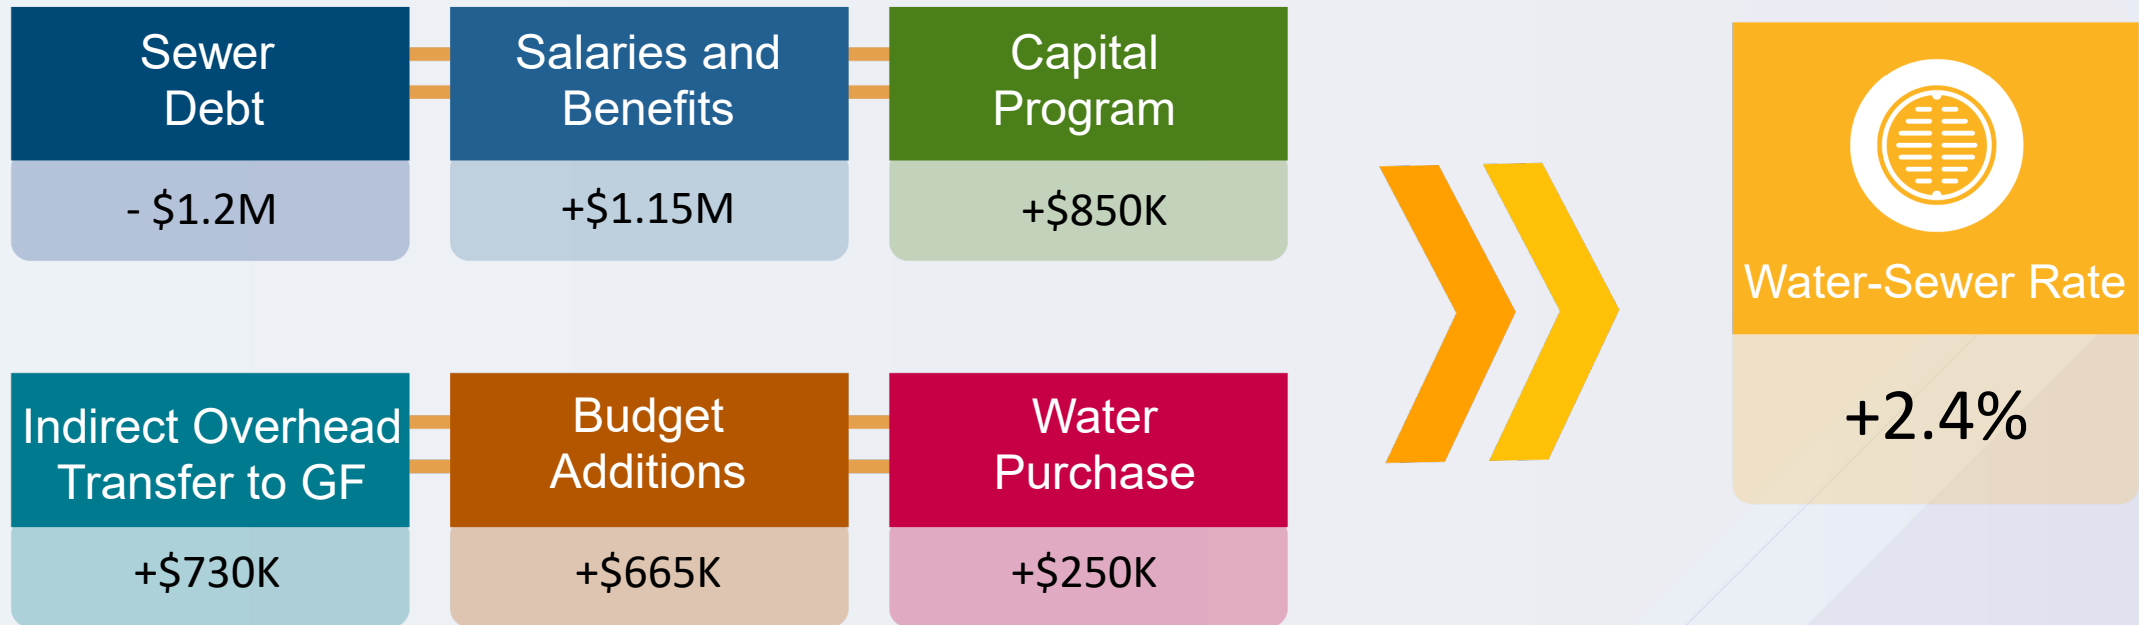 Sewer
Debt
- $1.2M
Salaries and
Benefits
+$1.15M
Capital
Program
+$850K
Indirect Overhead
Transfer to GF
+$730K
Budget
Additions
+$665K
Water
Purchase
+$250K
Water-Sewer Rate
+2.4%